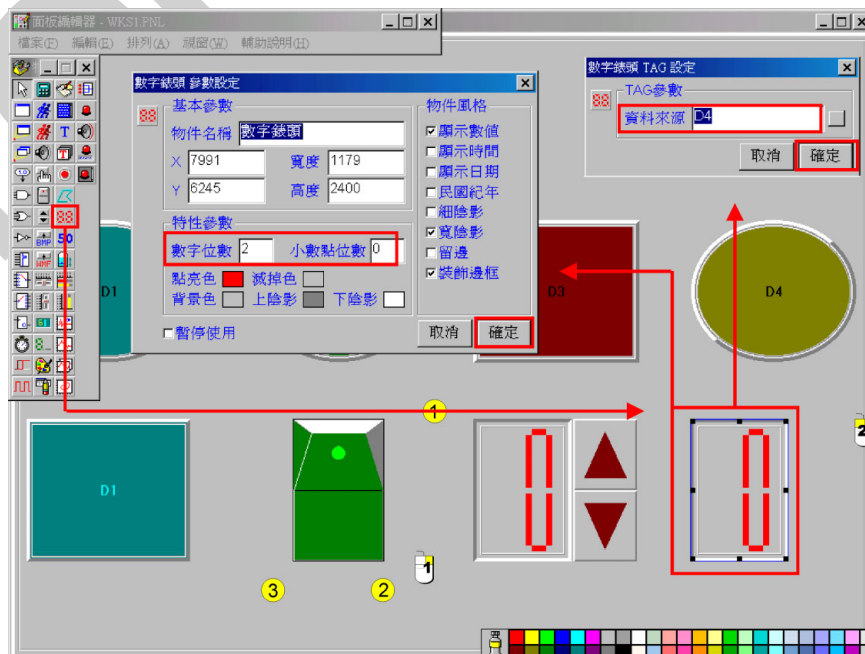 面板編輯器 - WKS1.PNL
檔案(F) 編輯(E) 排列(A) 視窗(W) 輔助說明(H)
數字錶頭 參數設定
基本參數
物件名稱 數字錶頭
X 7991 寬度 1179
Y 6245 高度 2400
特性參數
數字位數 2 小數點位數 0
點亮色 滅掉色
背景色 上陰影 下陰影
暫停使用
取消 確定
物件風格
顯示數值
顯示時間
顯示日期
民國紀年
細陰影
寬陰影
留邊
裝飾邊框
數字錶頭 TAG 設定
TAG參數
資料來源 D4
取消 確定
T
88
BMP 50
D1
D3
D4
1
D1
0
0
2
1
3
2